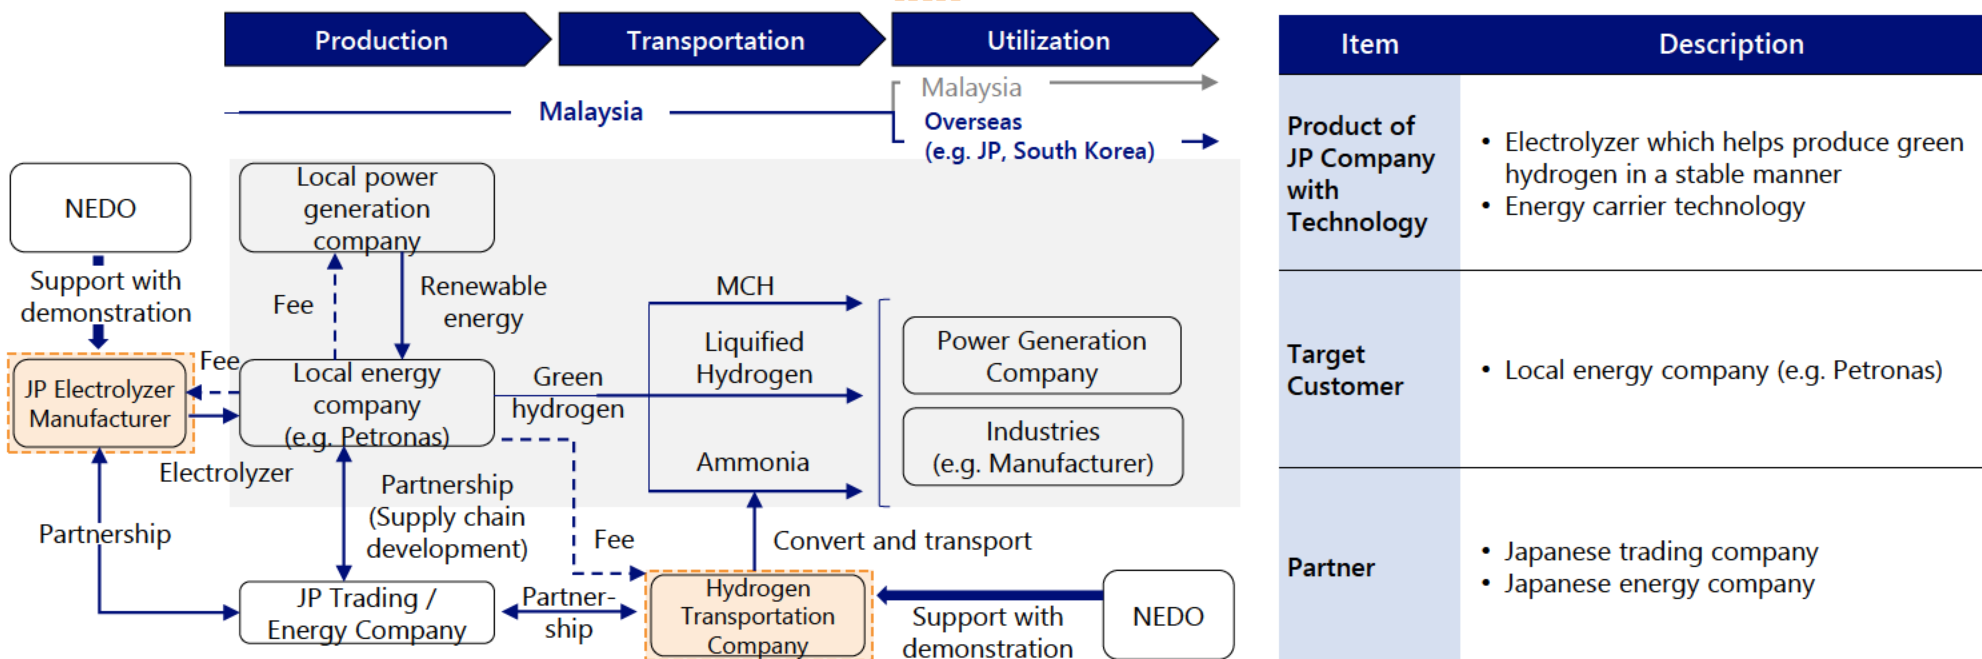 Production
Transportation
Utilization
Malaysia
Malaysia
Overseas
(e.g. JP, South Korea)
NEDO
Support with
demonstration
Local power
generation
company
Fee
Renewable
energy
Fee
JP Electrolyzer
Manufacturer
Electrolyzer
Local energy
company
(e.g. Petronas)
Green
hydrogen
MCH
Liquified
Hydrogen
Ammonia
Power Generation
Company
Industries
(e.g. Manufacturer)
Partnership
Partnership
(Supply chain
development)
Fee
Convert and transport
JP Trading /
Energy Company
Partner-
ship
Hydrogen
Transportation
Company
Support with
demonstration
NEDO
Item
Description
Product of
JP Company
with
Technology
• Electrolyzer which helps produce green
hydrogen in a stable manner
• Energy carrier technology
Target
Customer
• Local energy company (e.g. Petronas)
Partner
• Japanese trading company
• Japanese energy company